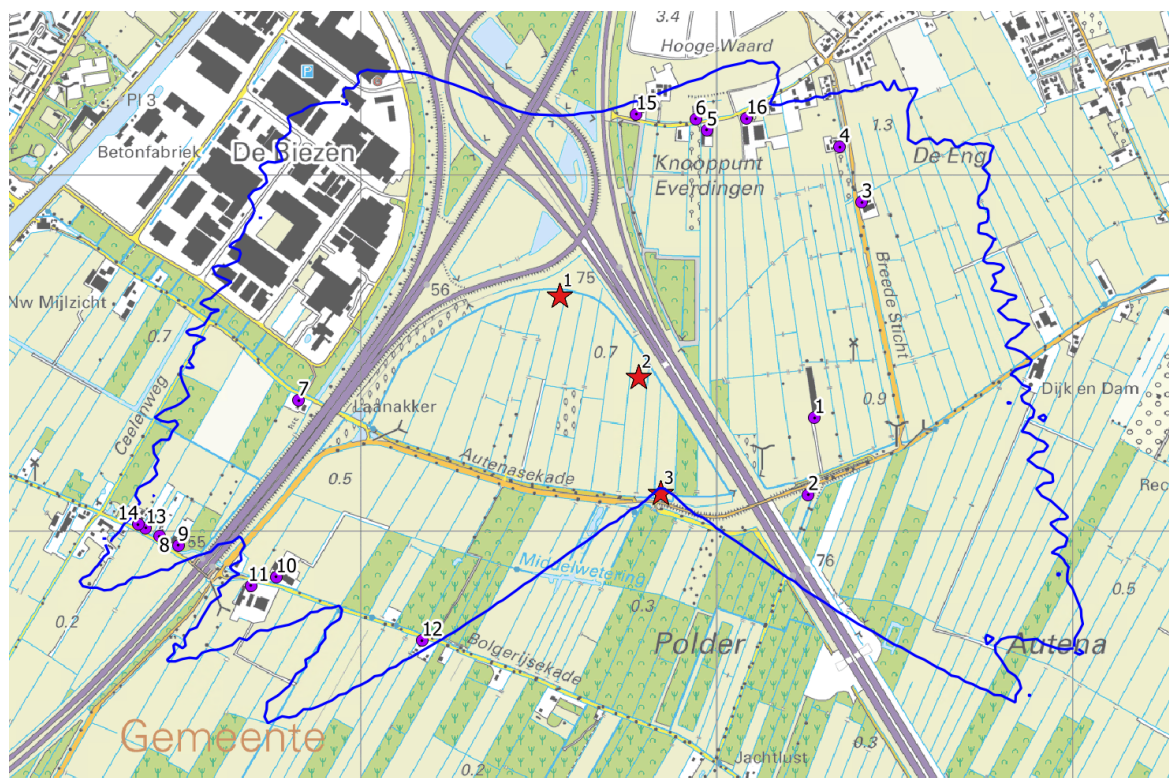 3.4
Hooge Waard
Pl 3
P
15
6
5
16
1.3
4
Betonfabriek
De Biezen
Knooppunt
Everdingen
De Eng
3
Nw Mijlzicht
56
75
1
Breede Sticht
0.7
0.7
2
Dijk en Dam
7
Laanakker
1
0.9
Ceelenweg
Autenasekade
0.5
3
2
Rec
14
13
8
9
55
Middelwetering
76
10
11
0.5
0.2
0.3
12
Bolgerijsekade
Polder
Autena
Gemeente
Jachtlust
0.3
0.2